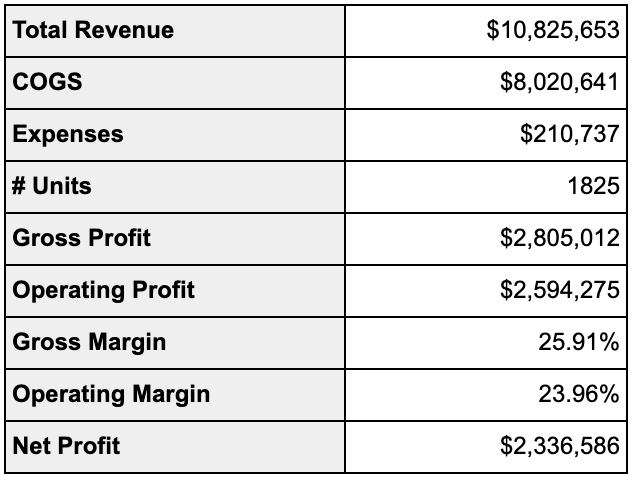 Total Revenue $10,825,653
COGS $8,020,641
Expenses $210,737
# Units 1825
Gross Profit $2,805,012
Operating Profit $2,594,275
Gross Margin 25.91%
Operating Margin 23.96%
Net Profit $2,336,586